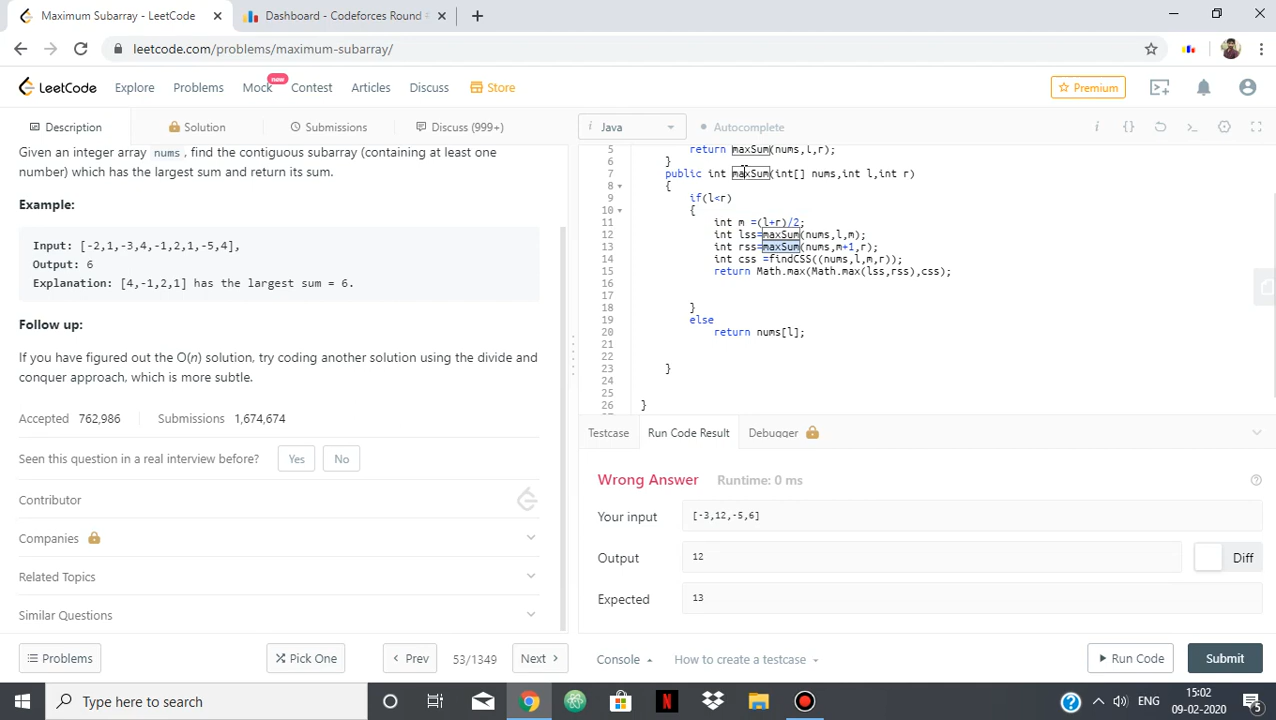 Maximum Subarray - LeetCode
Dashboard - Codeforces Round
leetcode.com/problems/maximum-subarray/
LeetCode Explore Problems Mock new Contest Articles Discuss Store Premium
Description Solution Submissions Discuss (999+)
i Java Autocomplete
Given an integer array nums , find the contiguous subarray (containing at least one
number) which has the largest sum and return its sum.
Example:
Input: [-2,1,-3,4,-1,2,1,-5,4],
Output: 6
Explanation: [4,-1,2,1] has the largest sum = 6.
Follow up:
If you have figured out the O(n) solution, try coding another solution using the divide and
conquer approach, which is more subtle.
Accepted 762,986 Submissions 1,674,674
Seen this question in a real interview before? Yes No
Contributor
Companies
Related Topics
Similar Questions
Problems Pick One Prev 53/1349 Next
5 return maxSum(nums,l,r);
6 }
7 public int maxSum(int[] nums,int l,int r)
8 {
9 if(l<r)
10 {
11 int m =(l+r)/2;
12 int lss=maxSum(nums,l,m);
13 int rss=maxSum(nums,m+1,r);
14 int css =findCSS((nums,l,m,r));
15 return Math.max(Math.max(lss,rss),css);
16
17
18 }
19 else
20 return nums[l];
21
22
23 }
24
25
26 }
Testcase Run Code Result Debugger
Wrong Answer Runtime: 0 ms
Your input [-3,12,-5,6]
Output 12 Diff
Expected 13
Console How to create a testcase Run Code Submit
Type here to search
ENG 15:02
09-02-2020 5